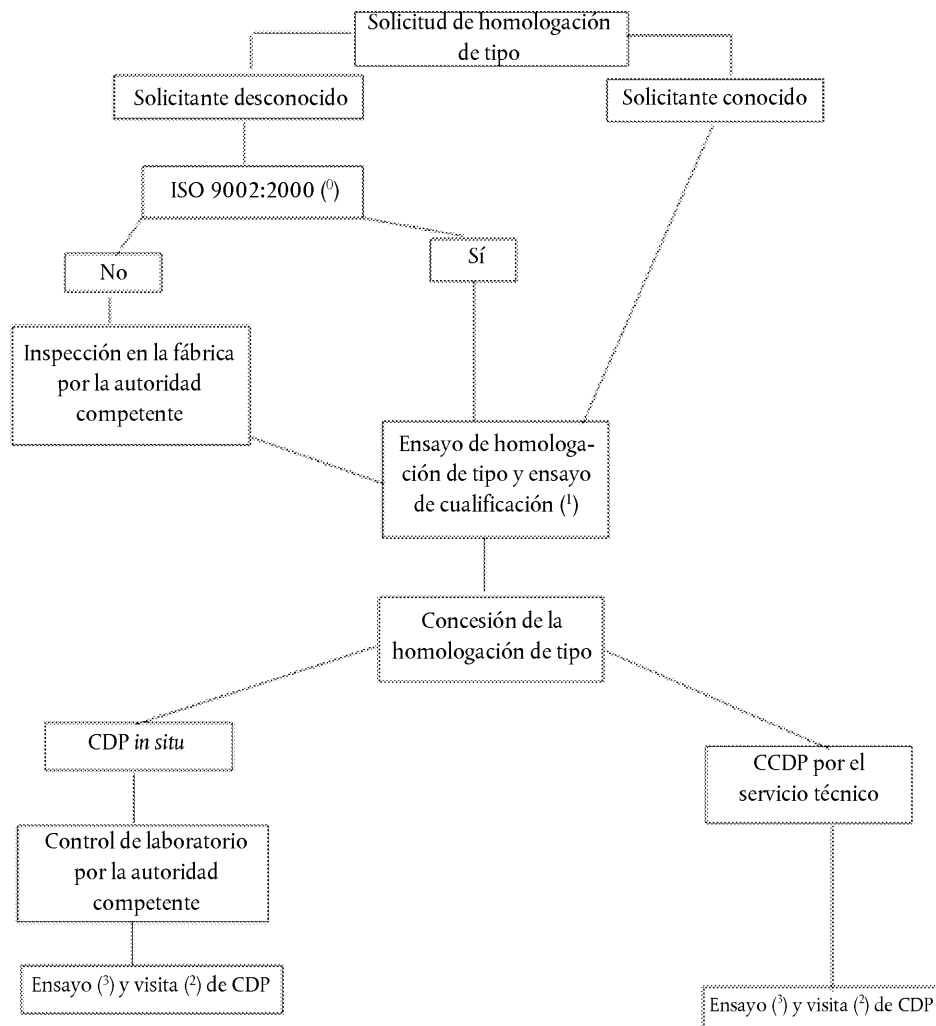 Solicitud de homologación
de tipo
Solicitante desconocido
Solicitante conocido
ISO 9002:2000 (⁰)
No
Sí
Inspección en la fábrica
por la autoridad
competente
Ensayo de homologa-
ción de tipo y ensayo
de cualificación (¹)
Concesión de la
homologación de tipo
CDP in situ
CCDP por el
servicio técnico
Control de laboratorio
por la autoridad
competente
Ensayo (³) y visita (²) de CDP
Ensayo (³) y visita (²) de CDP